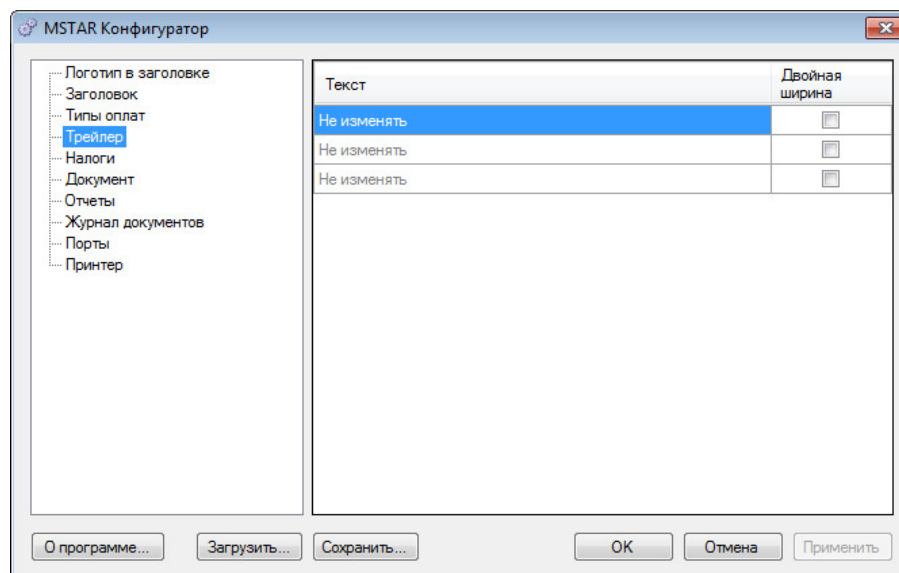 MSTAR Конфигуратор
Логотип в заголовке
Заголовок
Типы оплат
Трейлер
Налоги
Документ
Отчеты
Журнал документов
Порты
Принтер
Текст
Двойная
ширина
Не изменять
Не изменять
Не изменять
О программе...
Загрузить...
Сохранить...
OK
Отмена
Применить